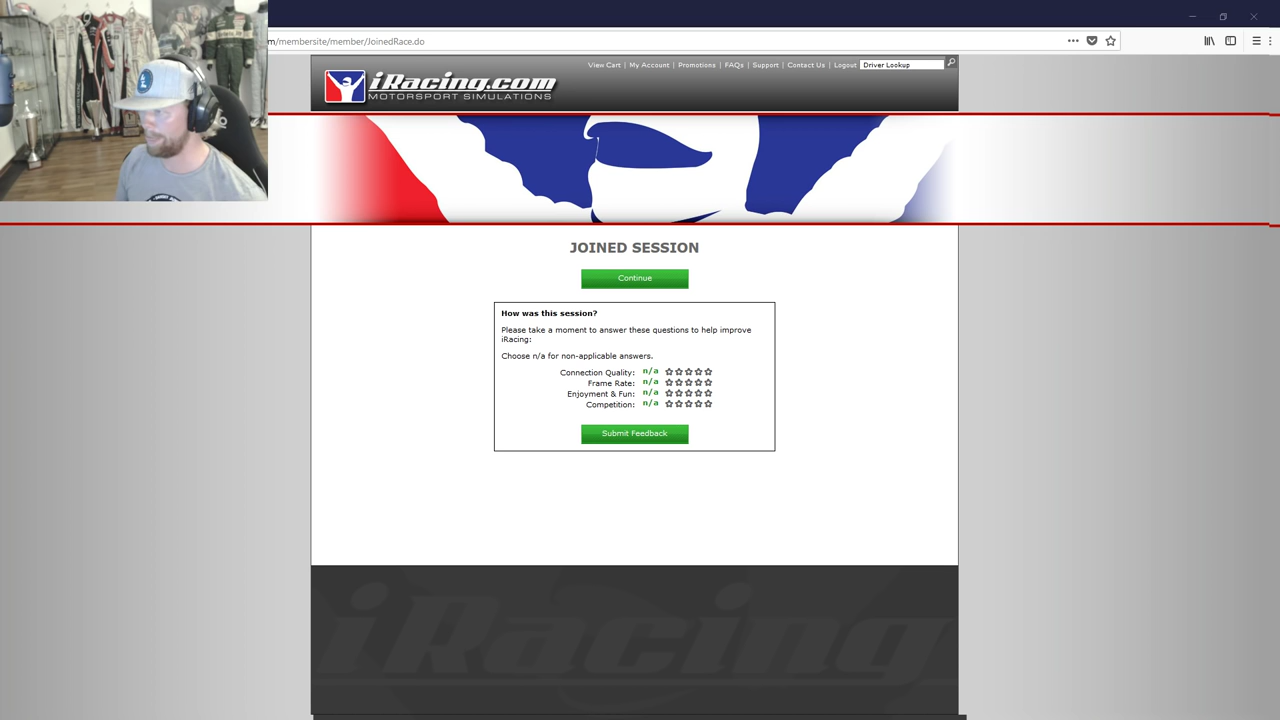 m/membersite/member/JoinedRace.do
View Cart | My Account | Promotions | FAQs | Support | Contact Us | Logout
Driver Lookup
iRacing.com
MOTORSPORT SIMULATIONS
JOINED SESSION
Continue
How was this session?
Please take a moment to answer these questions to help improve
iRacing:
Choose n/a for non-applicable answers.
Connection Quality: n/a
Frame Rate: n/a
Enjoyment & Fun: n/a
Competition: n/a
Submit Feedback
iRacing